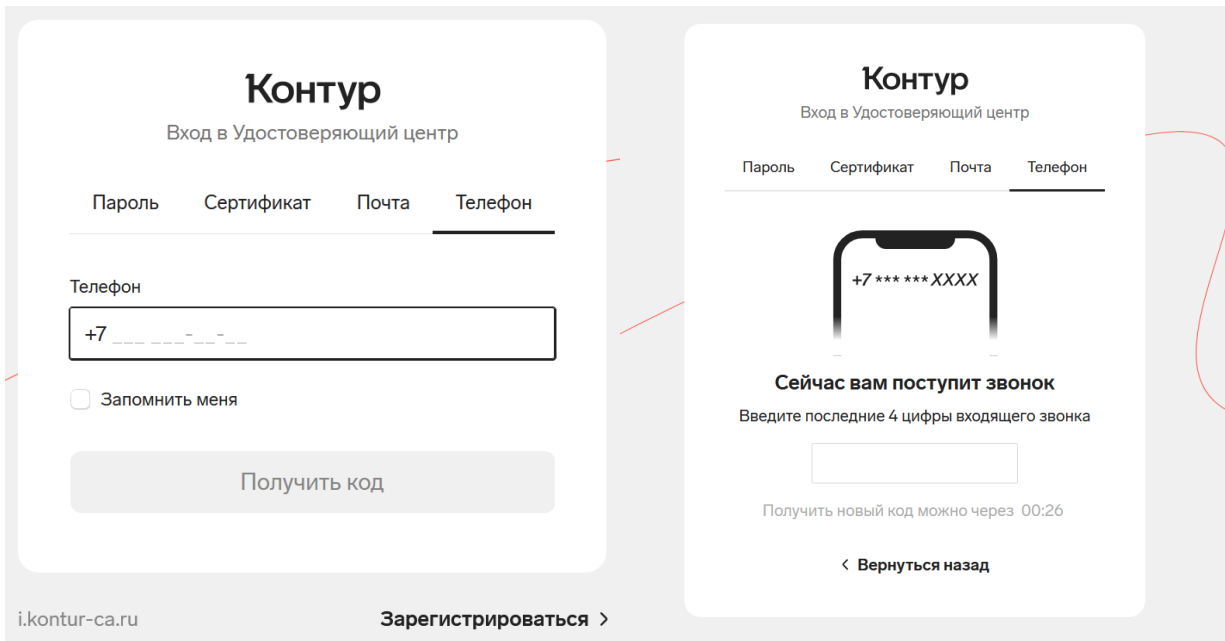 Контур
Вход в Удостоверяющий центр
Пароль Сертификат Почта Телефон
Телефон
+7 ___ ___-__-__
Запомнить меня
Получить код
i.kontur-ca.ru
Зарегистрироваться >
Контур
Вход в Удостоверяющий центр
Пароль Сертификат Почта Телефон
+7 *** *** XXXX
Сейчас вам поступит звонок
Введите последние 4 цифры входящего звонка
Получить новый код можно через 00:26
< Вернуться назад